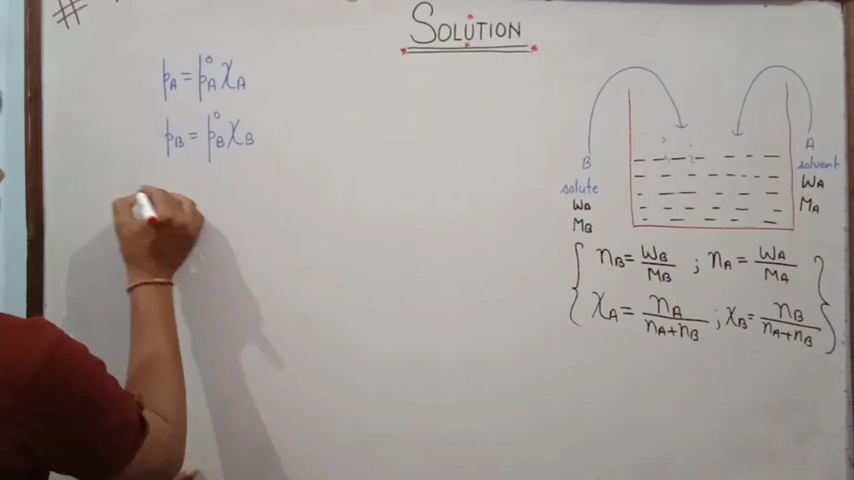 #
SOLUTION
pA = p°A χA
pB = p°B χB
B
solute
WB
MB
A
solvent
WA
MA
nB = WB/MB ; nA = WA/MA
χA = nA/(nA+nB) ; χB = nB/(nA+nB)